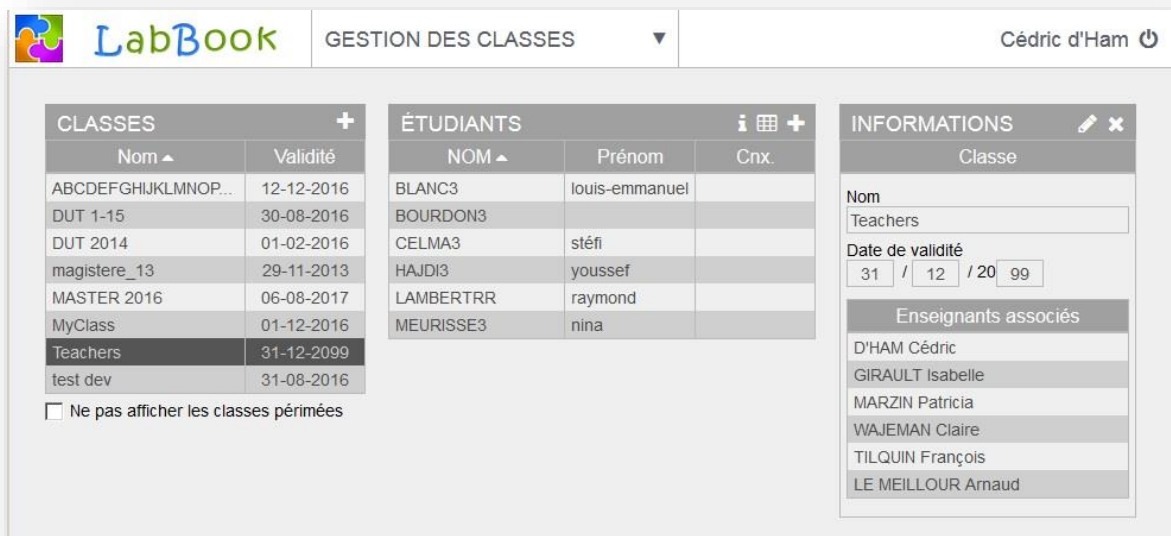 LabBook GESTION DES CLASSES ▼ Cédric d'Ham
CLASSES
Nom Validité
ABCDEFGHIJKLMNOP... 12-12-2016
DUT 1-15 30-08-2016
DUT 2014 01-02-2016
magistere_13 29-11-2013
MASTER 2016 06-08-2017
MyClass 01-12-2016
Teachers 31-12-2099
test dev 31-08-2016
Ne pas afficher les classes périmées
ÉTUDIANTS
NOM Prénom Cnx.
BLANC3 louis-emmanuel
BOURDON3
CELMA3 stéfi
HAJDI3 youssef
LAMBERTRR raymond
MEURISSE3 nina
INFORMATIONS
Classe
Nom
Teachers
Date de validité
31 / 12 / 20 99
Enseignants associés
D'HAM Cédric
GIRAULT Isabelle
MARZIN Patricia
WAJEMAN Claire
TILQUIN François
LE MEILLOUR Arnaud